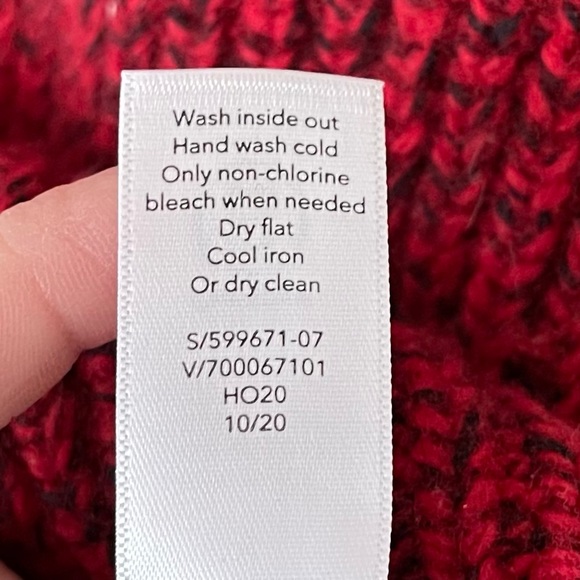 Wash inside out
Hand wash cold
Only non-chlorine
bleach when needed
Dry flat
Cool iron
Or dry clean
S/599671-07
V/700067101
HO20
10/20